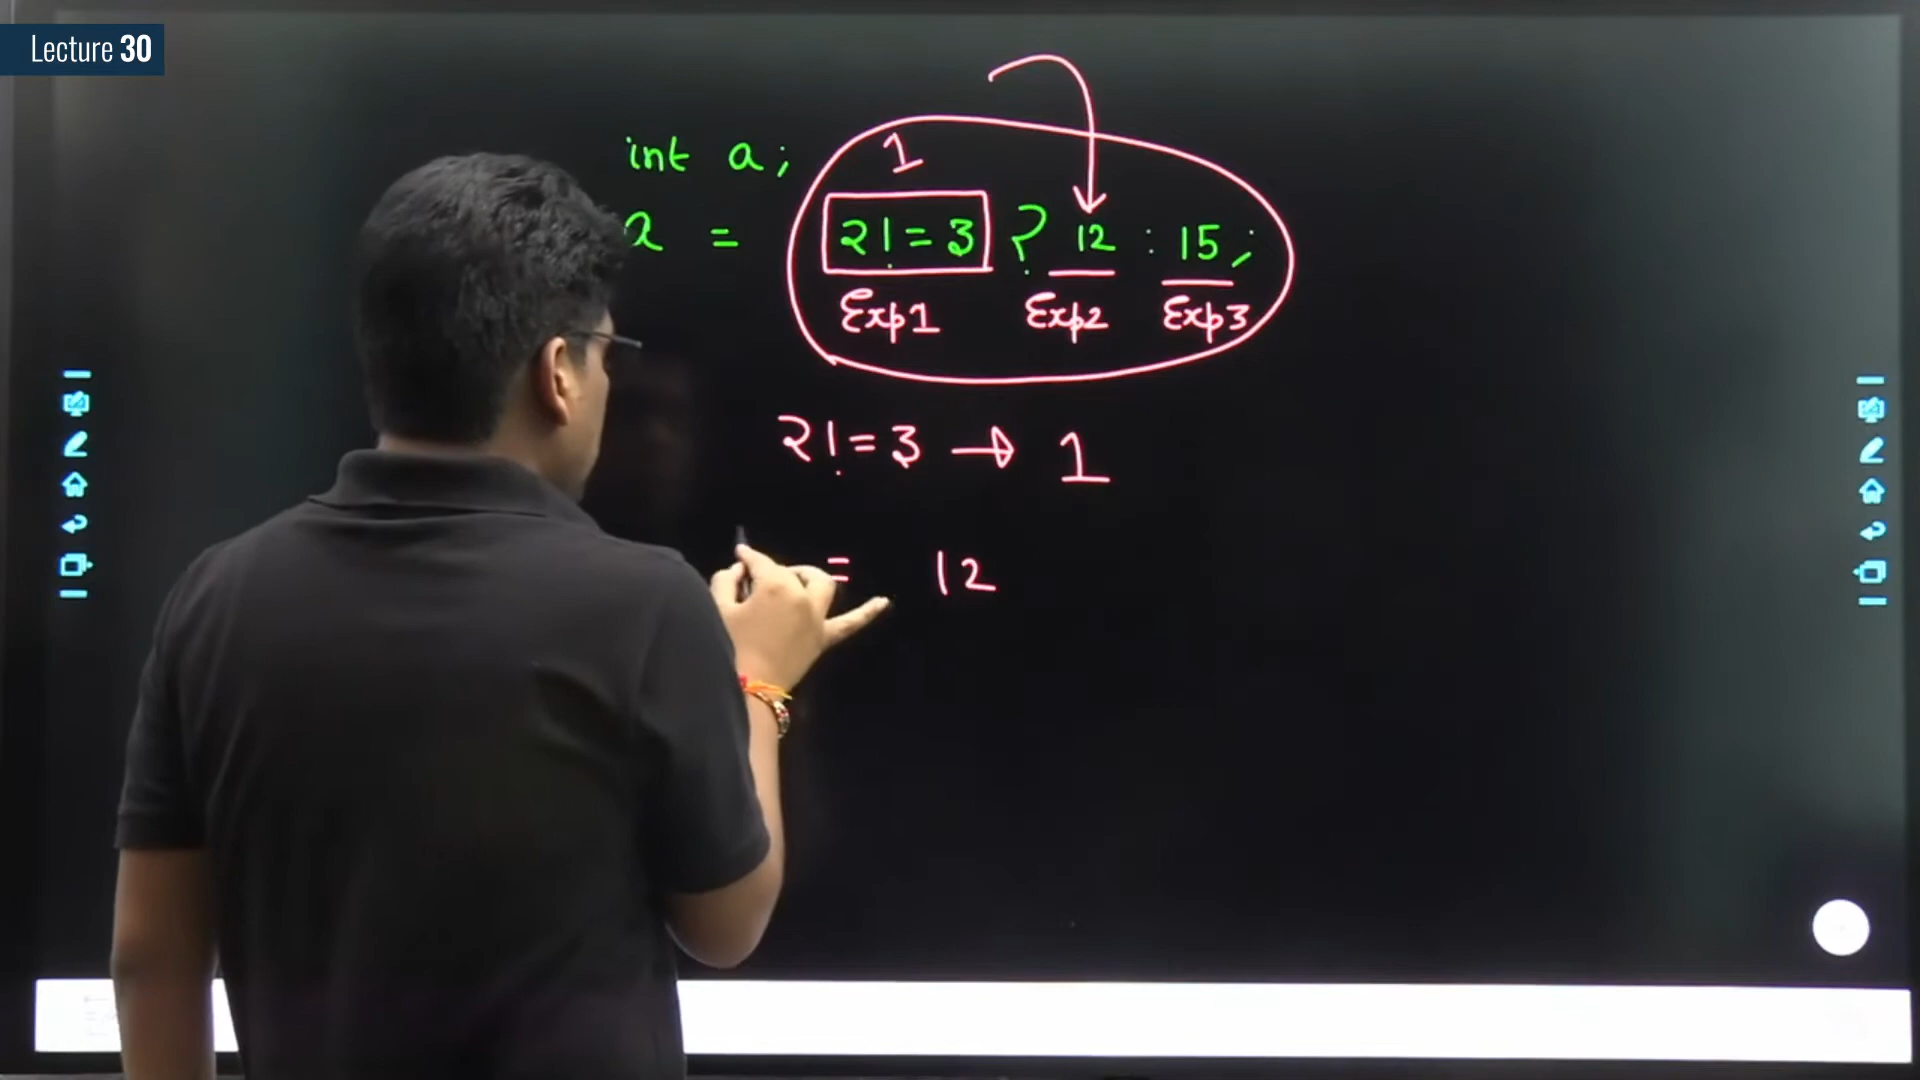 Lecture 30
int a;
1
a = 2!=3 ? 12 : 15;
Exp1 Exp2 Exp3
2!=3 → 1
= 12